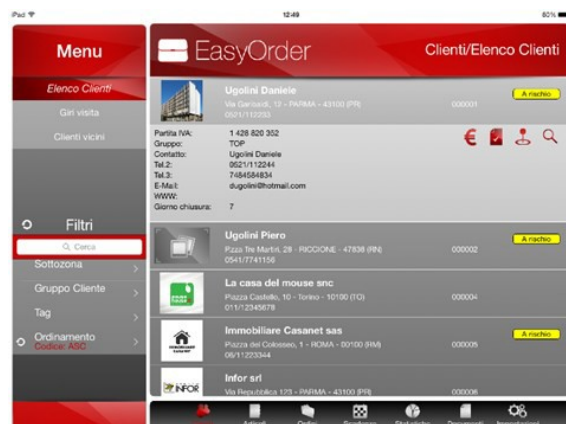 iPad
12:49
60%
Menu
EasyOrder
Clienti/Elenco Clienti
Elenco Clienti
Giri visita
Clienti vicini
Filtri
Cerca
Sottozona
Gruppo Cliente
Tag
Ordinamento
Codice: ASC
Ugolini Daniele
Via Garibaldi, 12 - PARMA - 43100 (PR)
0521/112233
000001
A rischio
Partita IVA: 1 428 820 352
Gruppo: TOP
Contatto: Ugolini Daniele
Tel.2: 0521/112244
Tel.3: 7484584834
E-Mail: dugolini@hotmail.com
WWW:
Giorno chiusura: 7
Ugolini Piero
P.zza Tre Martiri, 28 - RICCIONE - 47838 (RN)
0541/7741156
000002
A rischio
La casa del mouse snc
Piazza Castello, 10 - Torino - 10100 (TO)
011/12345678
000004
Immobiliare Casanet sas
Piazza del Colosseo, 1 - ROMA - 00100 (RM)
06/11223344
000005
A rischio
INFOR
Infor srl
Via Repubblica 123 - PARMA - 43100 (PR)
000006
Articoli
Ordini
Scadenze
Statistiche
Documenti
Impostazioni